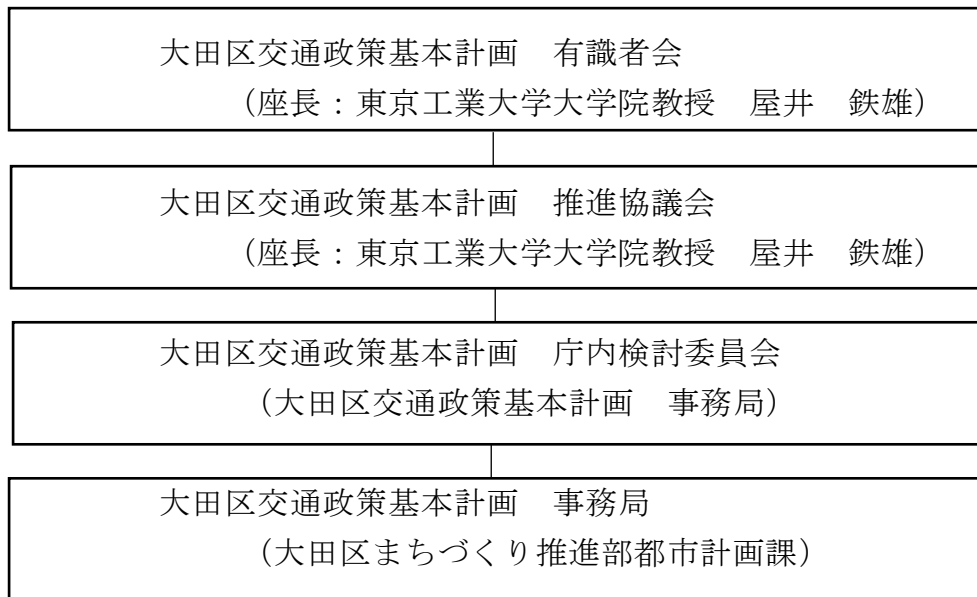 大田区交通政策基本計画　有識者会
（座長：東京工業大学大学院教授　屋井　鉄雄）
大田区交通政策基本計画　推進協議会
（座長：東京工業大学大学院教授　屋井　鉄雄）
大田区交通政策基本計画　庁内検討委員会
（大田区交通政策基本計画　事務局）
大田区交通政策基本計画　事務局
（大田区まちづくり推進部都市計画課）